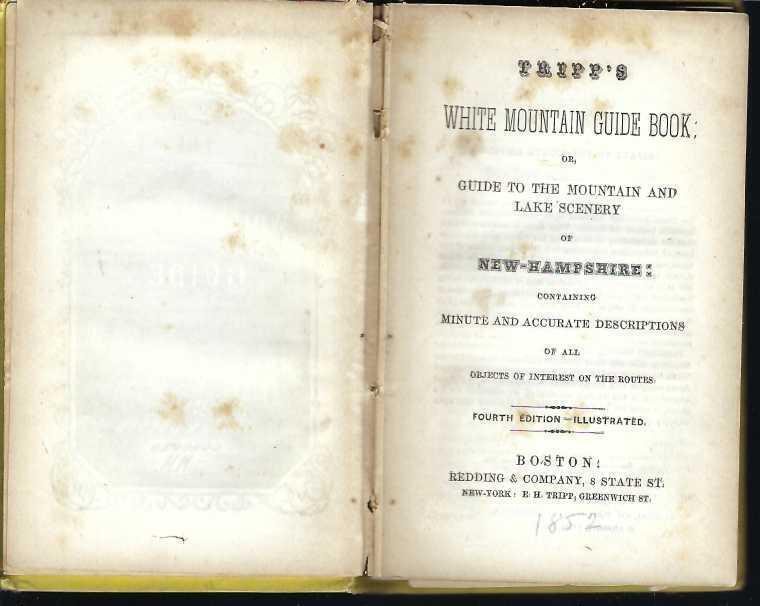 TRIPP'S
WHITE MOUNTAIN GUIDE BOOK;
OR,
GUIDE TO THE MOUNTAIN AND
LAKE SCENERY
OF
NEW-HAMPSHIRE:
CONTAINING
MINUTE AND ACCURATE DESCRIPTIONS
OF ALL
OBJECTS OF INTEREST ON THE ROUTES.
FOURTH EDITION—ILLUSTRATED.
BOSTON:
REDDING & COMPANY, 8 STATE ST.
NEW-YORK: E. H. TRIPP, GREENWICH ST.
1852